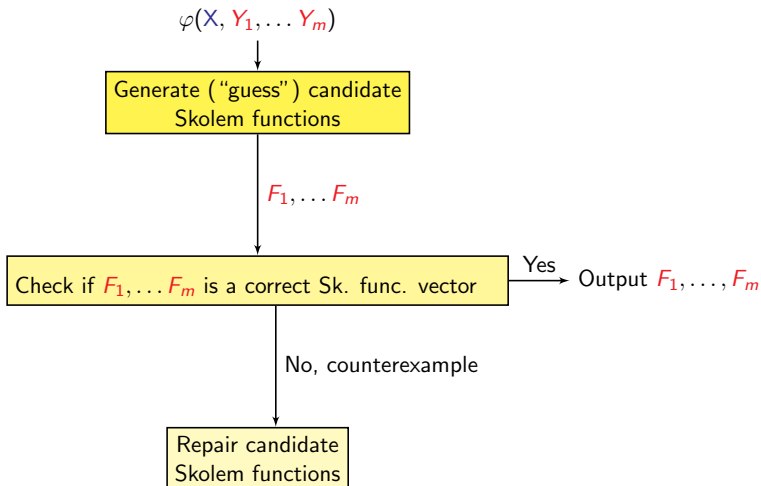 φ(X, Y₁, … Yₘ)
Generate (“guess”) candidate
Skolem functions
F₁, … Fₘ
Check if F₁, … Fₘ is a correct Sk. func. vector
Yes
Output F₁, … , Fₘ
No, counterexample
Repair candidate
Skolem functions